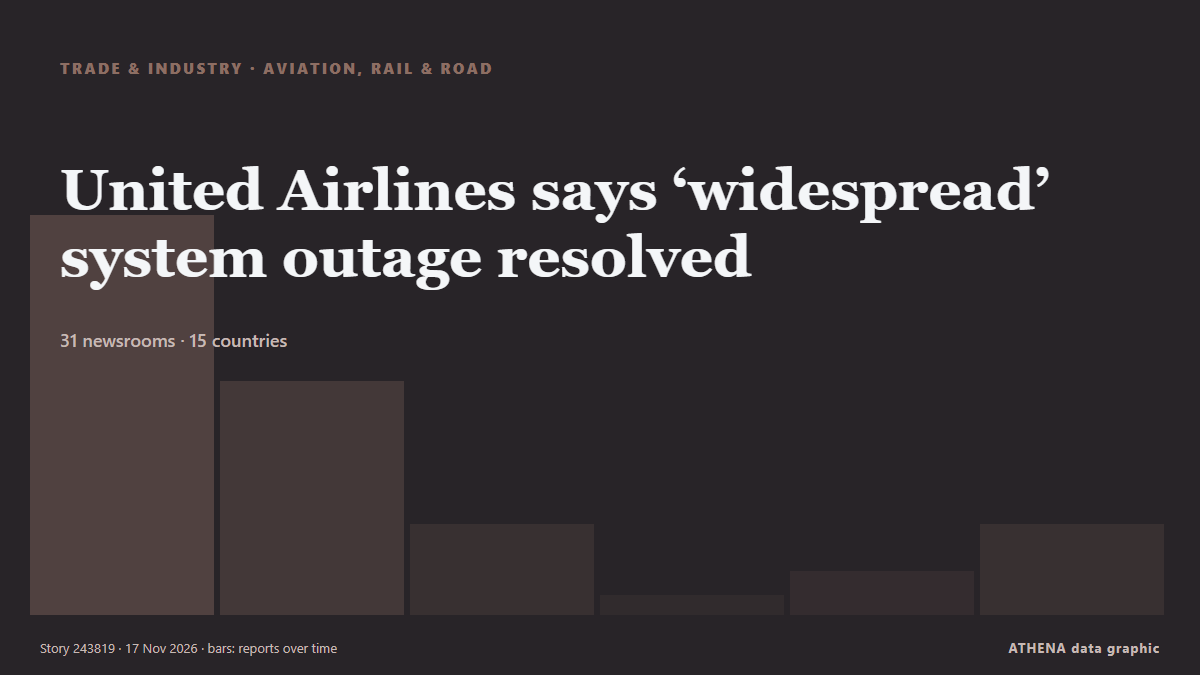 TRADE & INDUSTRY · AVIATION, RAIL & ROAD
United Airlines says ‘widespread’
system outage resolved
31 newsrooms · 15 countries
Story 243819 · 17 Nov 2026 · bars: reports over time
ATHENA data graphic